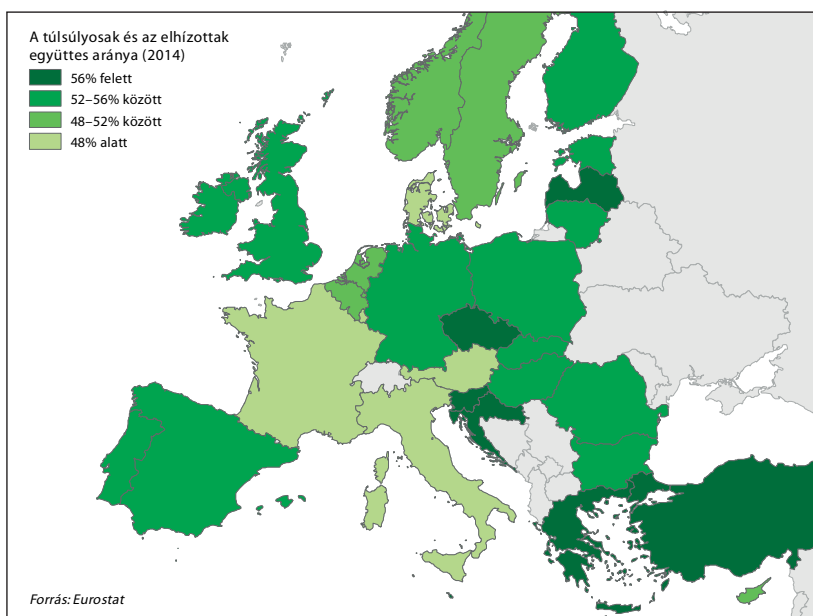 A túlsúlyosak és az elhízottak
együttes aránya (2014)
56% felett
52–56% között
48–52% között
48% alatt
Forrás: Eurostat